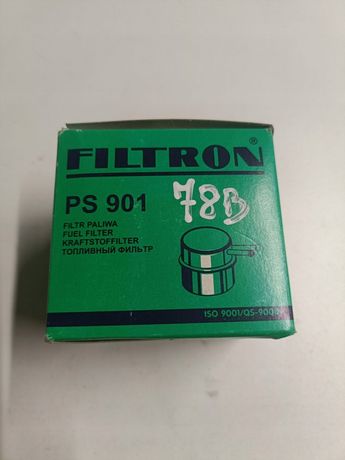 FILTRON®
PS 901
78B
FILTR PALIWA
FUEL FILTER
KRAFTSTOFFILTER
ТОПЛИВНЫЙ ФИЛЬТР
ISO 9001/QS-9000